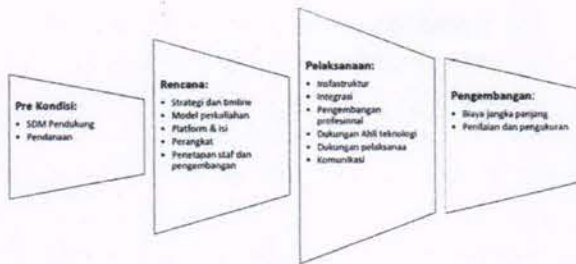 Pre Kondisi:
• SDM Pendukung
• Pendanaan
Rencana:
• Strategi dan timline
• Model perkuliahan
• Platform & isi
• Perangkat
• Penetapan staf dan
pengembangan
Pelaksanaan:
• Insfastruktur
• Integrasi
• Pengembangan
profesinnal
• Dukungan Ahli teknologi
• Dukungan pelaksanaa
• Komunikasi
Pengembangan:
• Biaya jangka panjang
• Penilaian dan pengukuran